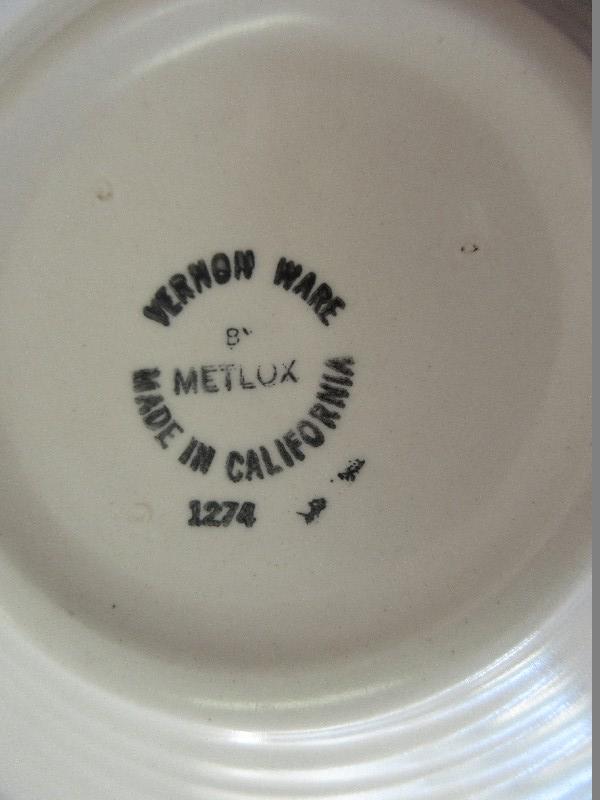 VERNON WARE
BY
METLOX
MADE IN CALIFORNIA
1274